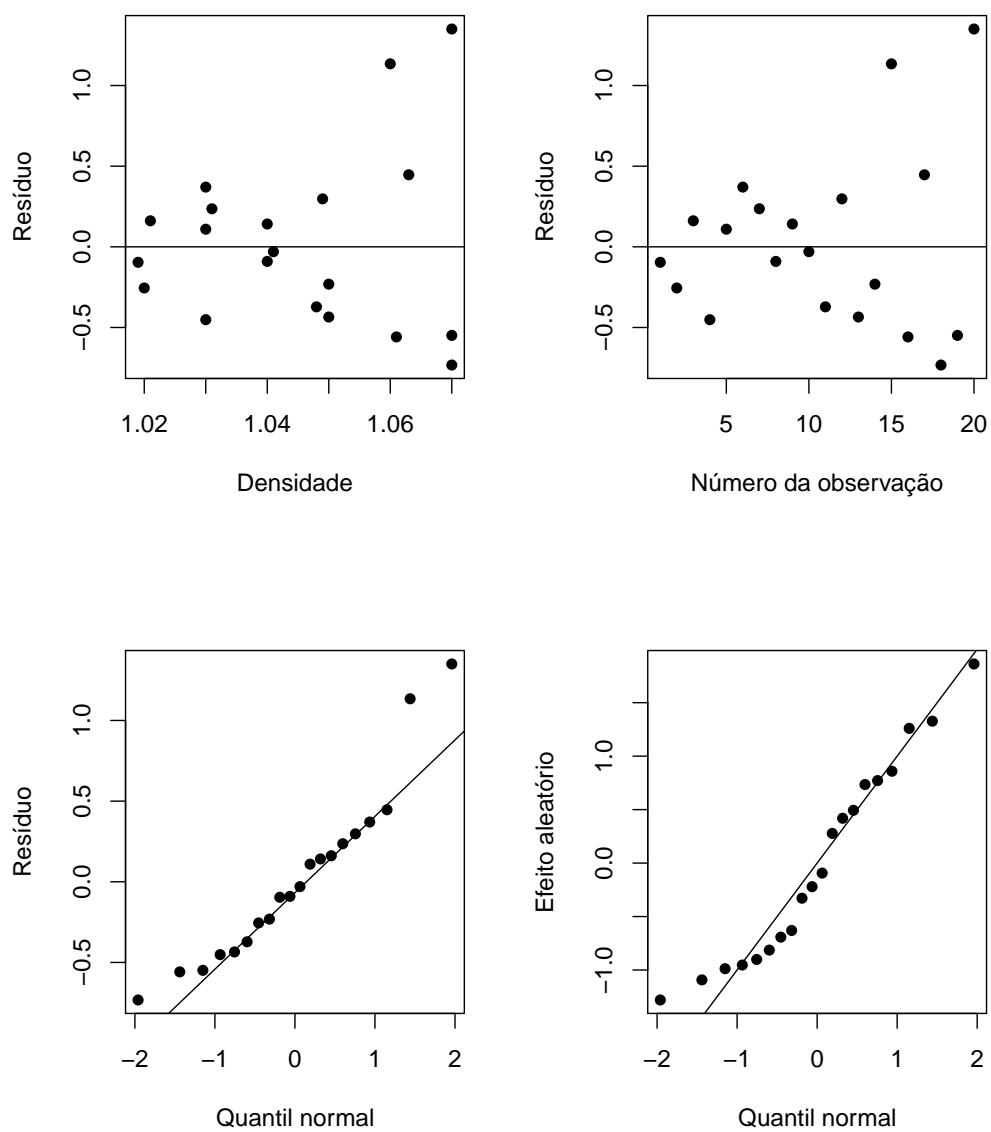 Resíduo
−0.5 0.0 0.5 1.0
1.02 1.04 1.06
Densidade
Resíduo
−0.5 0.0 0.5 1.0
5 10 15 20
Número da observação
Resíduo
−0.5 0.0 0.5 1.0
−2 −1 0 1 2
Quantil normal
Efeito aleatório
−1.0 0.0 1.0
−2 −1 0 1 2
Quantil normal